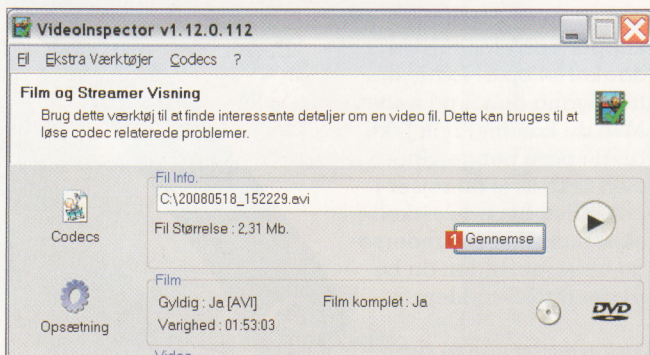 VideoInspector v1.12.0.112
Fil Ekstra Værktøjer Codecs ?
Film og Streamer Visning
Brug dette værktøj til at finde interessante detaljer om en video fil. Dette kan bruges til at
løse codec relaterede problemer.
Fil Info.
C:\20080518_152229.avi
Codecs
Fil Størrelse : 2,31 Mb.
1 Gennemse
Film
Gyldig : Ja [AVI] Film komplet : Ja
Varighed : 01:53:03
Opsætning
DVD
Video